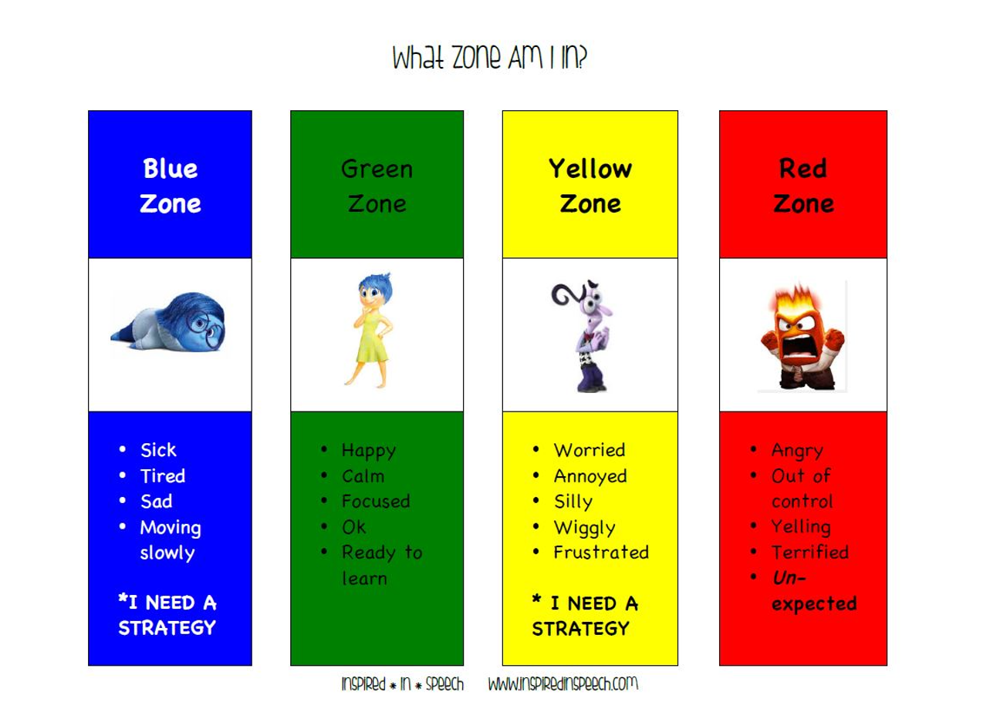 What Zone Am I In?
Blue
Zone
• Sick
• Tired
• Sad
• Moving
slowly
*I NEED A
STRATEGY
Green
Zone
• Happy
• Calm
• Focused
• Ok
• Ready to
learn
Yellow
Zone
• Worried
• Annoyed
• Silly
• Wiggly
• Frustrated
* I NEED A
STRATEGY
Red
Zone
• Angry
• Out of
control
• Yelling
• Terrified
• Un-
expected
Inspired * In * Speech www.inspiredinspeech.com